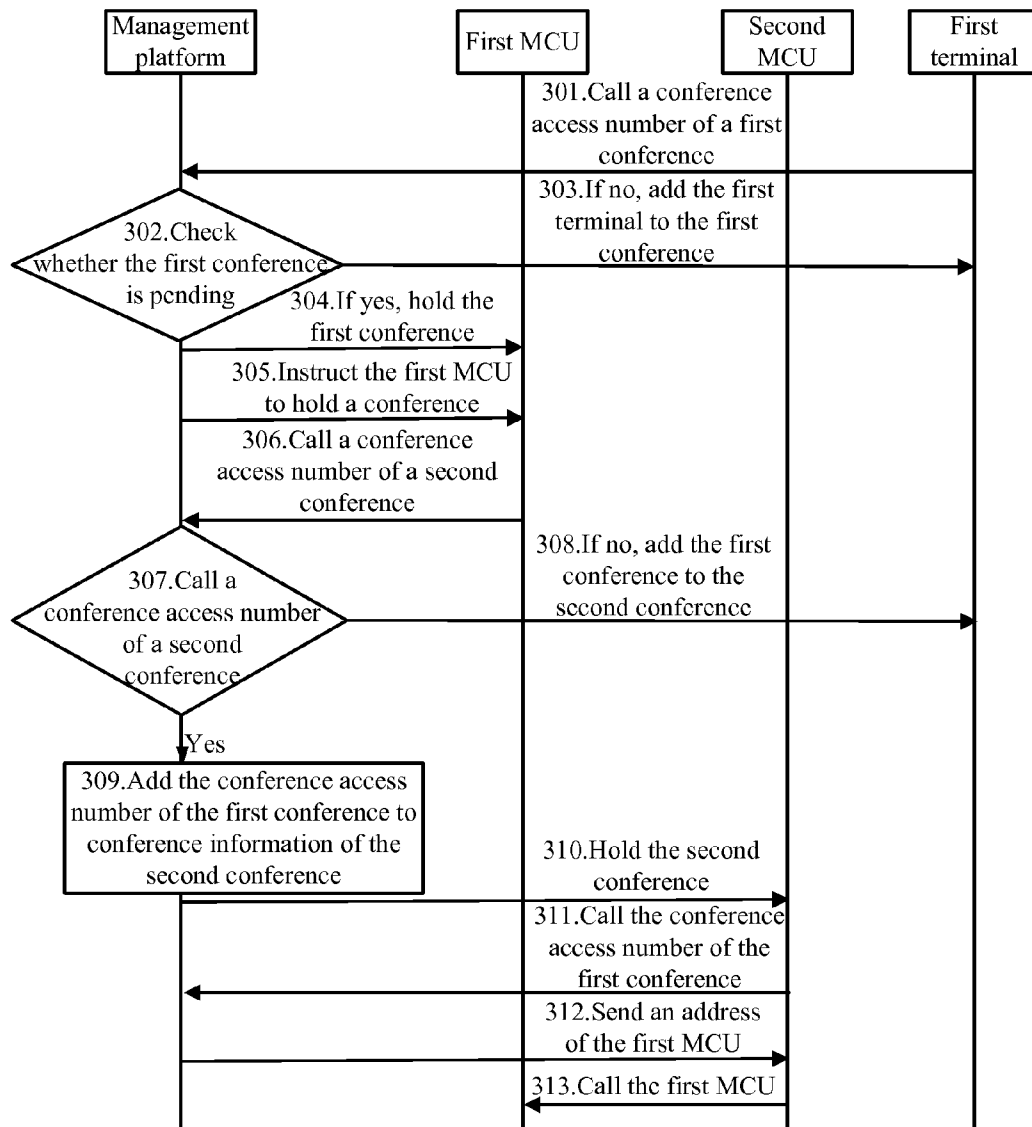 Management
platform
First MCU
Second
MCU
First
terminal
301.Call a conference
access number of a first
conference
302.Check
whether the first conference
is pending
303.If no, add the first
terminal to the first
conference
304.If yes, hold the
first conference
305.Instruct the first MCU
to hold a conference
306.Call a conference
access number of a second
conference
307.Call a
conference access number
of a second
conference
308.If no, add the first
conference to the
second conference
Yes
309.Add the conference access
number of the first conference to
conference information of the
second conference
310.Hold the second
conference
311.Call the conference
access number of the
first conference
312.Send an address
of the first MCU
313.Call the first MCU